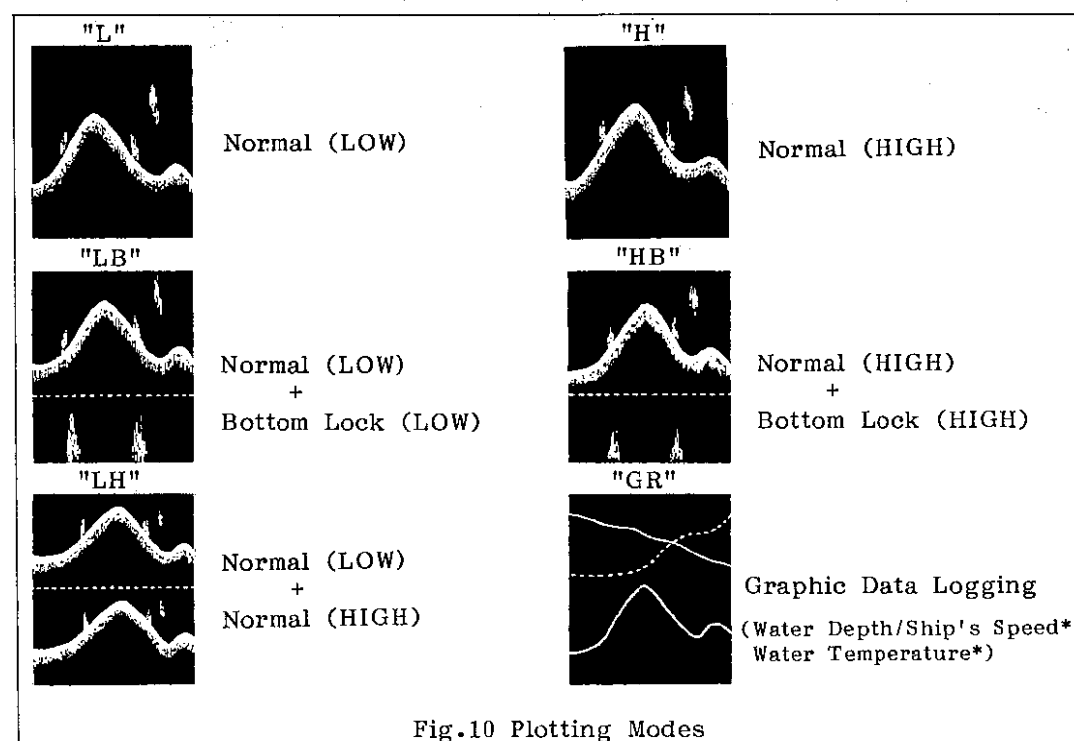 "L"
Normal (LOW)
"H"
Normal (HIGH)
"LB"
Normal (LOW)
+
Bottom Lock (LOW)
"HB"
Normal (HIGH)
+
Bottom Lock (HIGH)
"LH"
Normal (LOW)
+
Normal (HIGH)
"GR"
Graphic Data Logging
(Water Depth/Ship's Speed*
Water Temperature*)
Fig.10 Plotting Modes